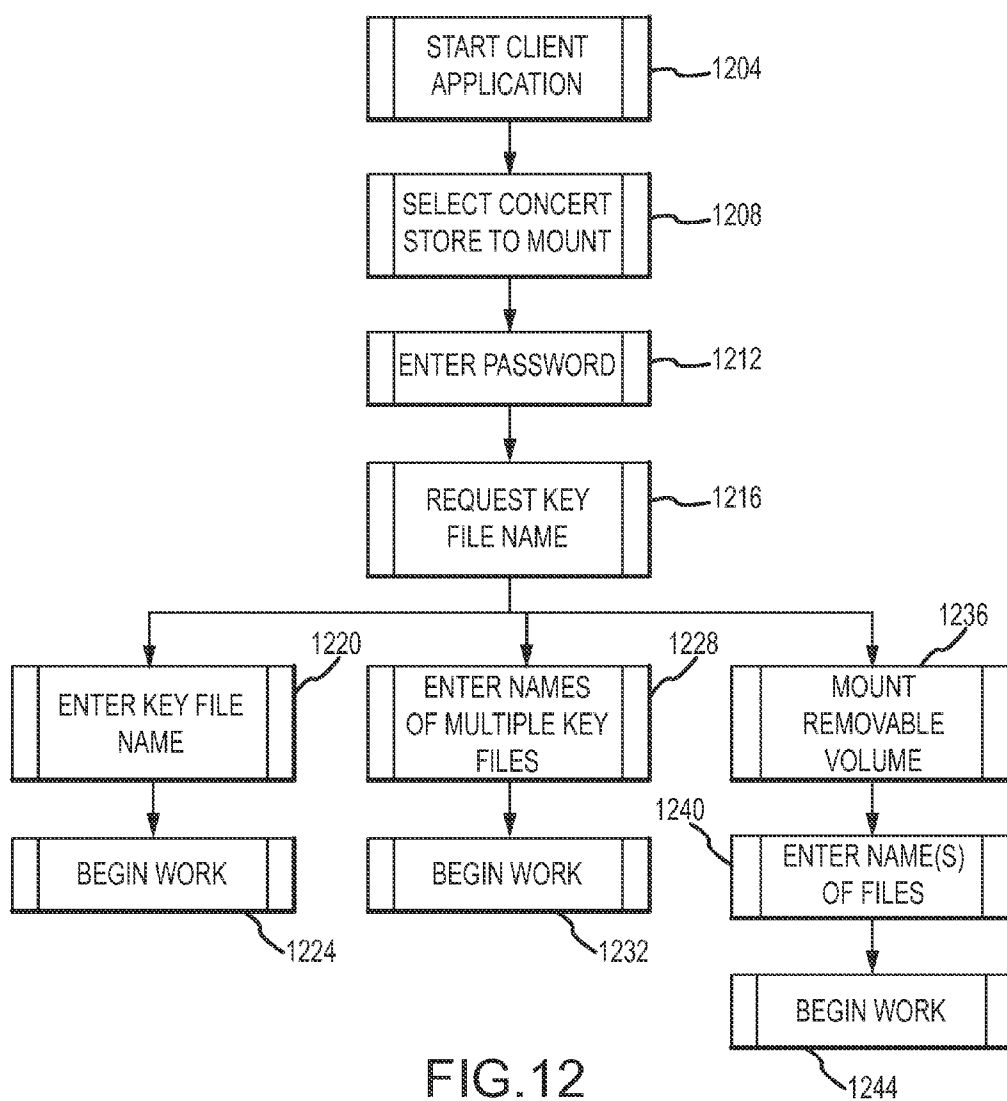 START CLIENT
APPLICATION
1204
SELECT CONCERT
STORE TO MOUNT
1208
ENTER PASSWORD
1212
REQUEST KEY
FILE NAME
1216
1220
ENTER KEY FILE
NAME
BEGIN WORK
1224
1228
ENTER NAMES
OF MULTIPLE KEY
FILES
BEGIN WORK
1232
1236
MOUNT
REMOVABLE
VOLUME
1240
ENTER NAME(S)
OF FILES
BEGIN WORK
1244
FIG.12